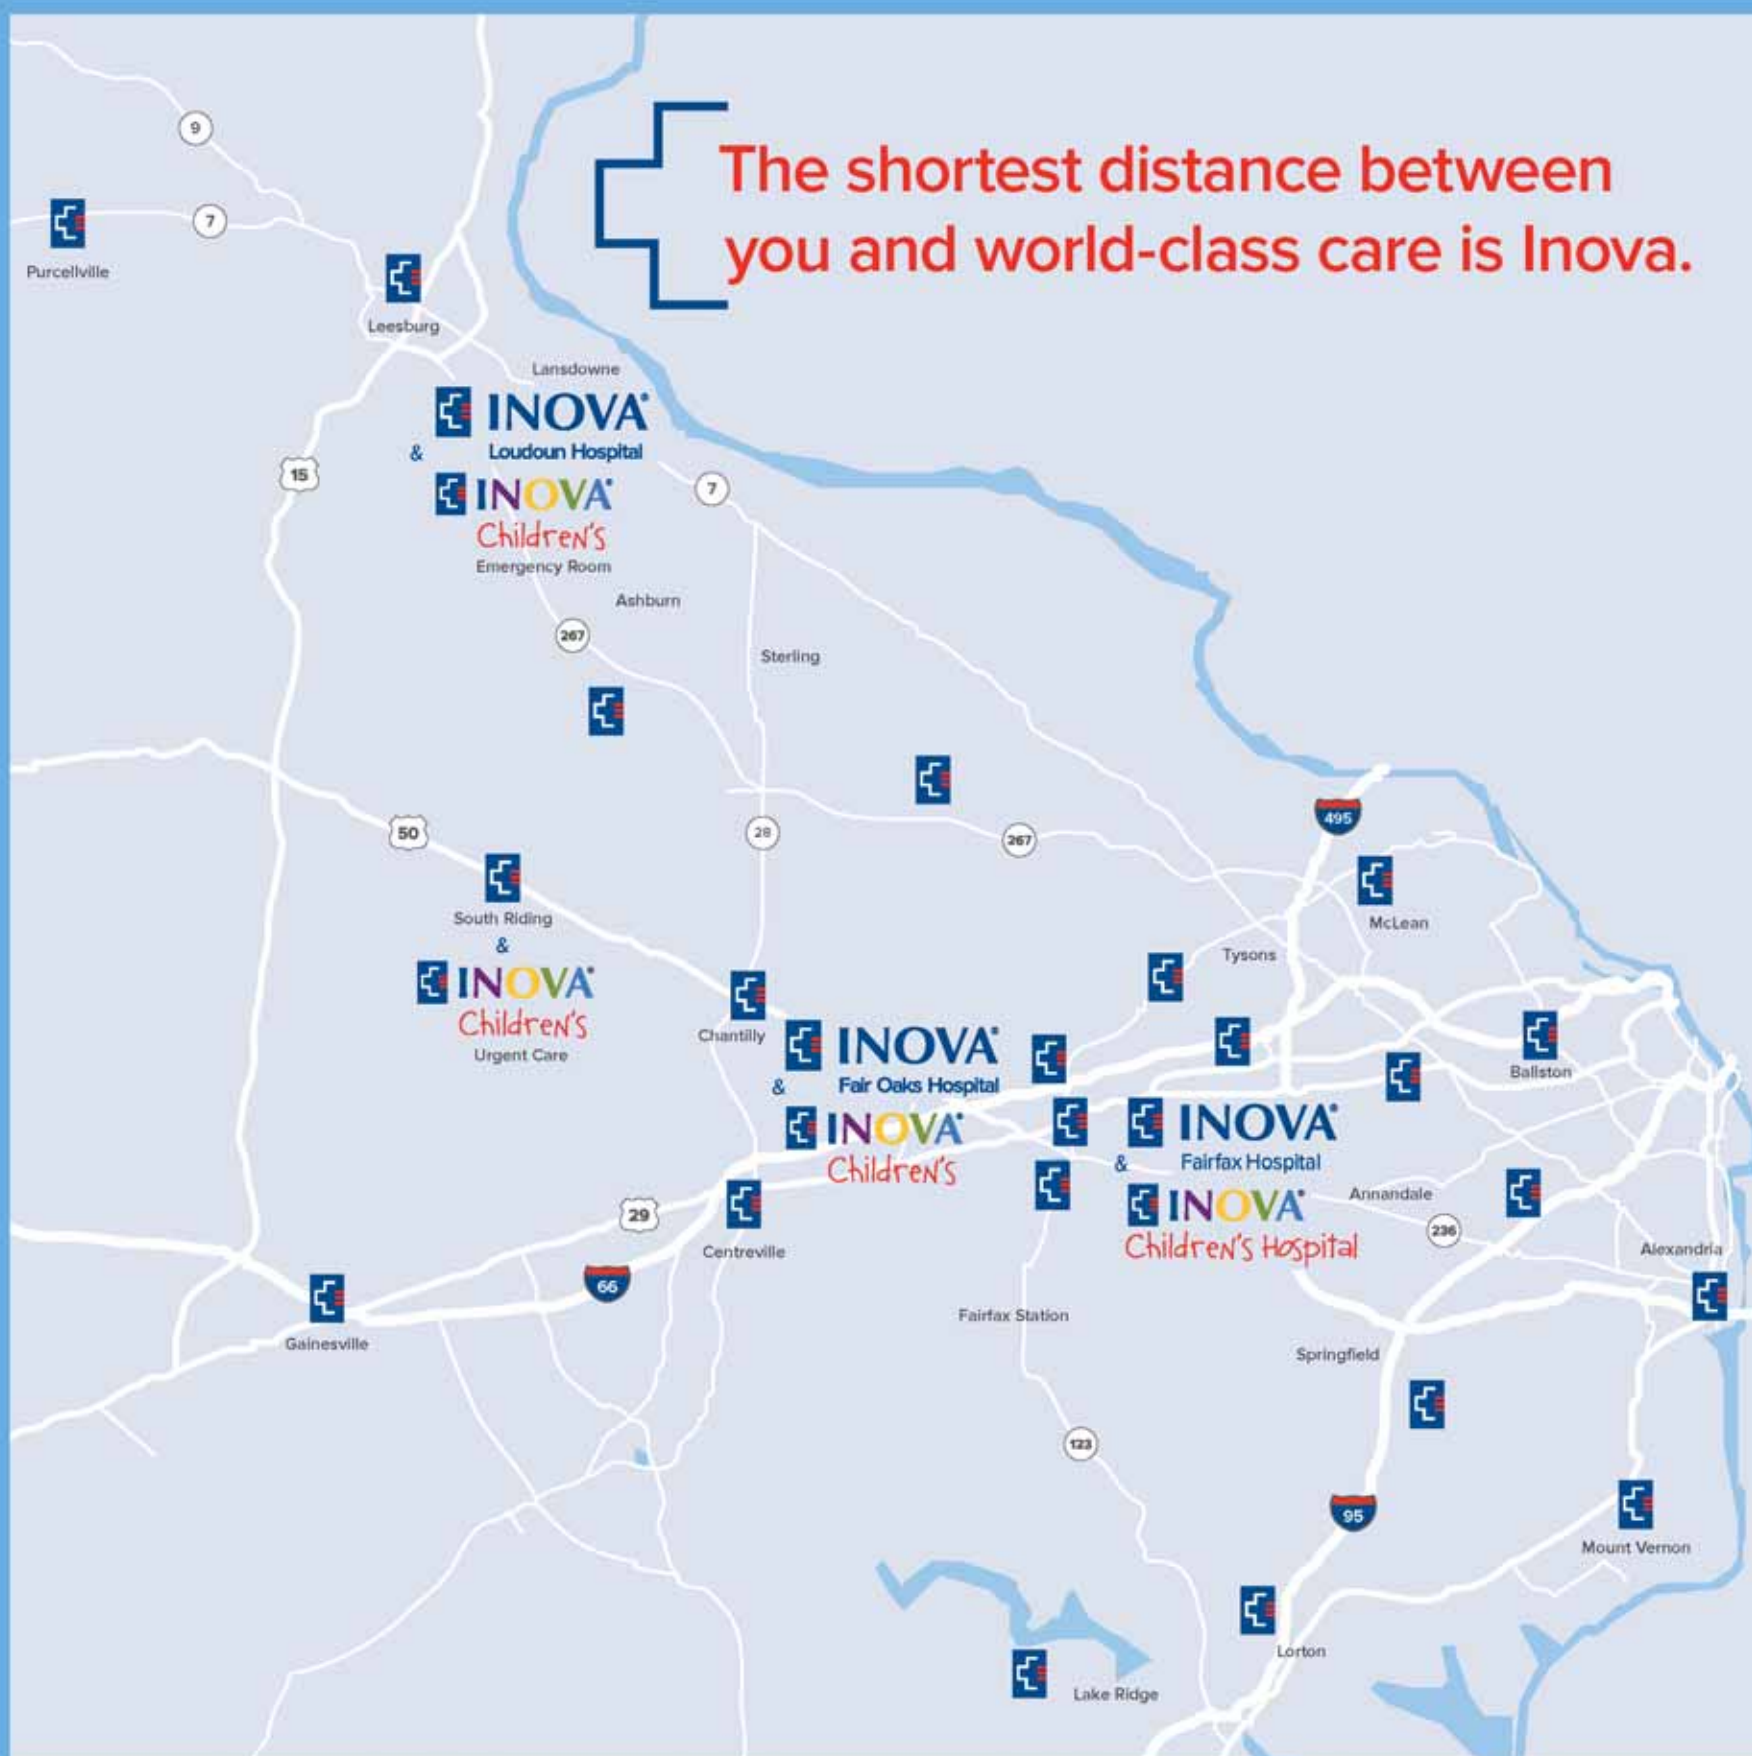 The shortest distance between
you and world-class care is Inova.
9
7
Purcellville
Leesburg
Lansdowne
INOVA®
& Loudoun Hospital
INOVA®
Children's
Emergency Room
15
7
Ashburn
267
Sterling
50
28
267
495
South Riding
&
INOVA®
Children's
Urgent Care
McLean
Tysons
Chantilly
INOVA®
& Fair Oaks Hospital
INOVA®
Children's
Ballston
INOVA®
& Fairfax Hospital
INOVA®
Children's Hospital
Annandale
236
29
Centreville
66
Alexandria
Gainesville
Fairfax Station
Springfield
123
95
Mount Vernon
Lorton
Lake Ridge